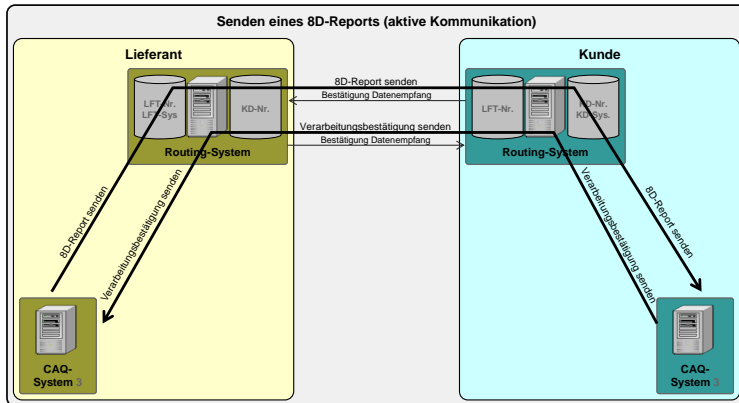 Senden eines 8D-Reports (aktive Kommunikation)
Lieferant
Kunde
8D-Report senden
Bestätigung Datenempfang
Verarbeitungsbestätigung senden
Bestätigung Datenempfang
LFT-Nr.
LFT-Sys
KD-Nr.
Routing-System
LFT-Nr.
KD-Nr.
KD-Sys.
Routing-System
8D-Report senden
Verarbeitungsbestätigung senden
8D-Report senden
Verarbeitungsbestätigung senden
CAQ-
System 3
CAQ-
System 3